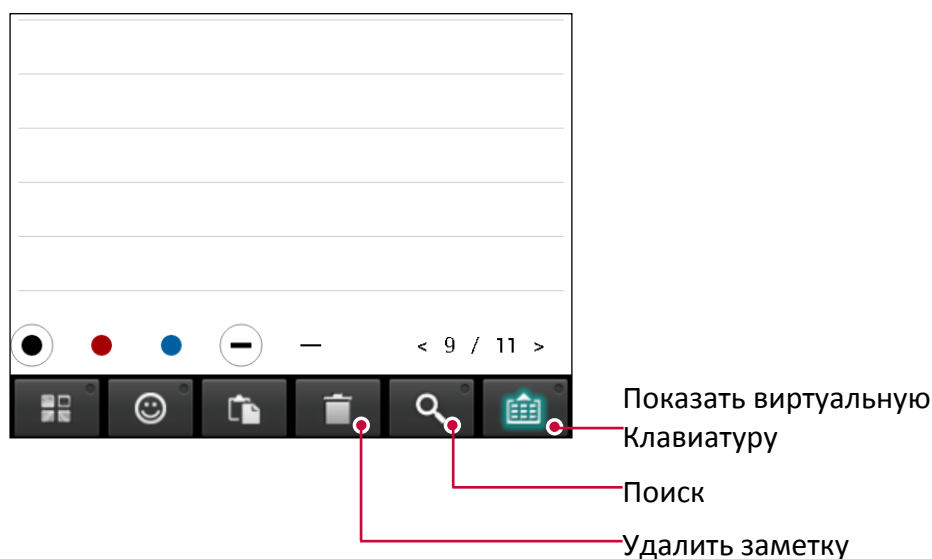 < 9 / 11 >
Показать виртуальную
Клавиатуру
Поиск
Удалить заметку